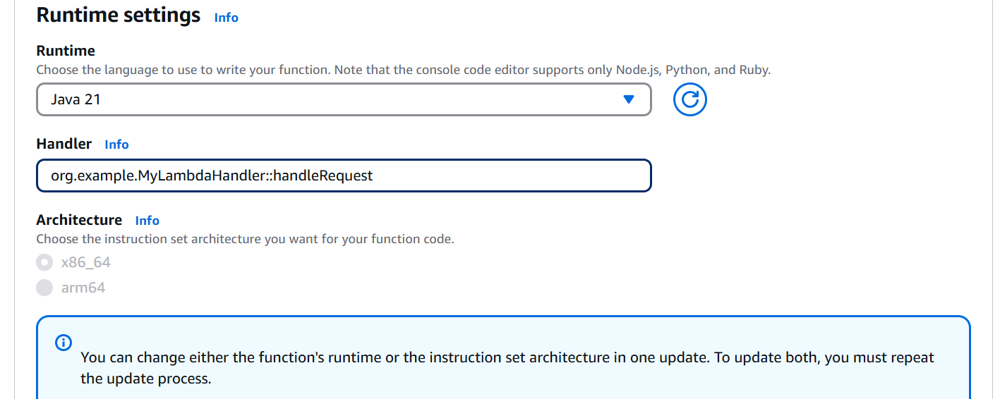 Runtime settings Info
Runtime
Choose the language to use to write your function. Note that the console code editor supports only Node.js, Python, and Ruby.
Java 21
Handler Info
org.example.MyLambdaHandler::handleRequest
Architecture Info
Choose the instruction set architecture you want for your function code.
x86_64
arm64
You can change either the function's runtime or the instruction set architecture in one update. To update both, you must repeat
the update process.